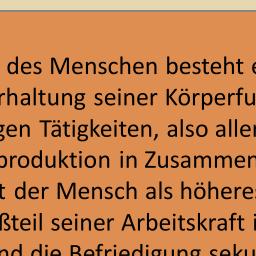 des Menschen besteht e
rhaltung seiner Körperfu
gen Tätigkeiten, also aller
produktion in Zusammen
t der Mensch als höhere
ßteil seiner Arbeitskraft i
nd die Befriedigung seku